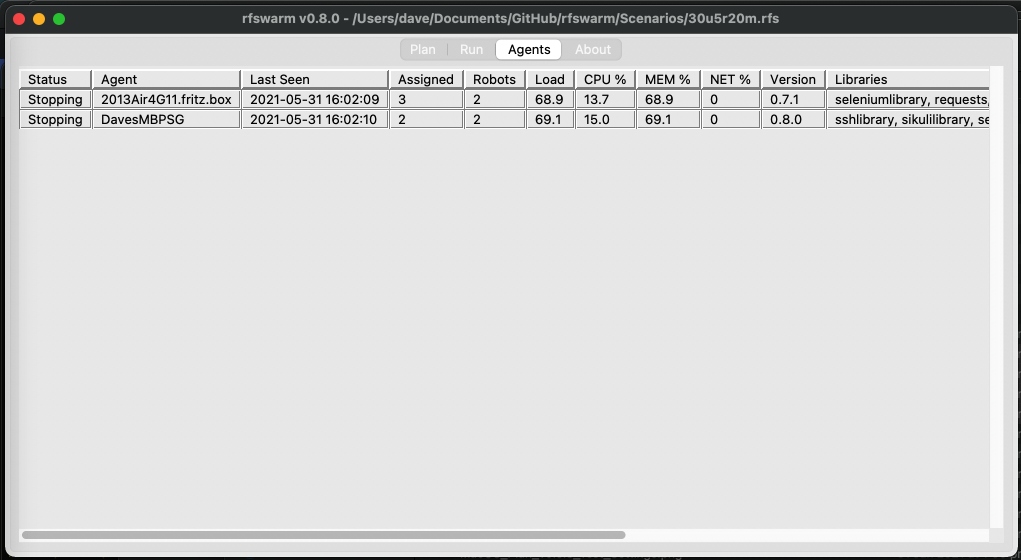 rfswarm v0.8.0 - /Users/dave/Documents/GitHub/rfswarm/Scenarios/30u5r20m.rfs
Plan Run Agents About
Status Agent Last Seen Assigned Robots Load CPU % MEM % NET % Version Libraries
Stopping 2013Air4G11.fritz.box 2021-05-31 16:02:09 3 2 68.9 13.7 68.9 0 0.7.1 seleniumlibrary, requests,
Stopping DavesMBPSG 2021-05-31 16:02:10 2 2 69.1 15.0 69.1 0 0.8.0 sshlibrary, sikulilibrary, se